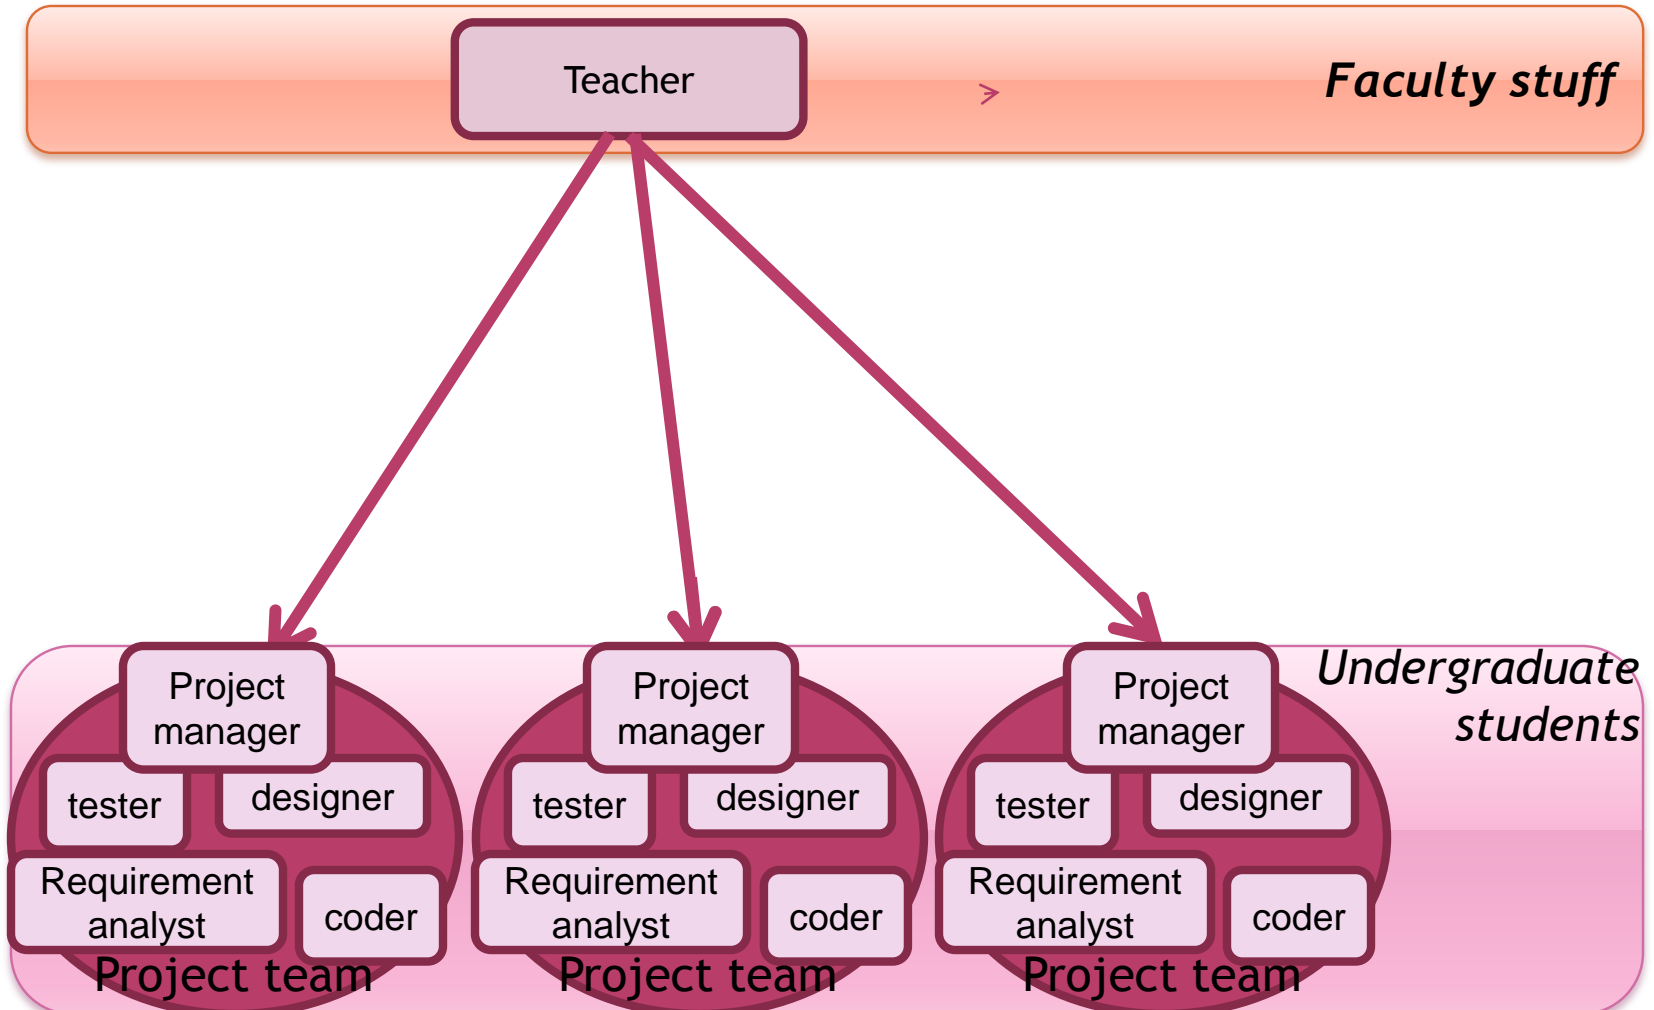 Teacher
Faculty stuff
Undergraduate
students
Project
manager
tester
designer
Requirement
analyst
coder
Project team
Project
manager
tester
designer
Requirement
analyst
coder
Project team
Project
manager
tester
designer
Requirement
analyst
coder
Project team